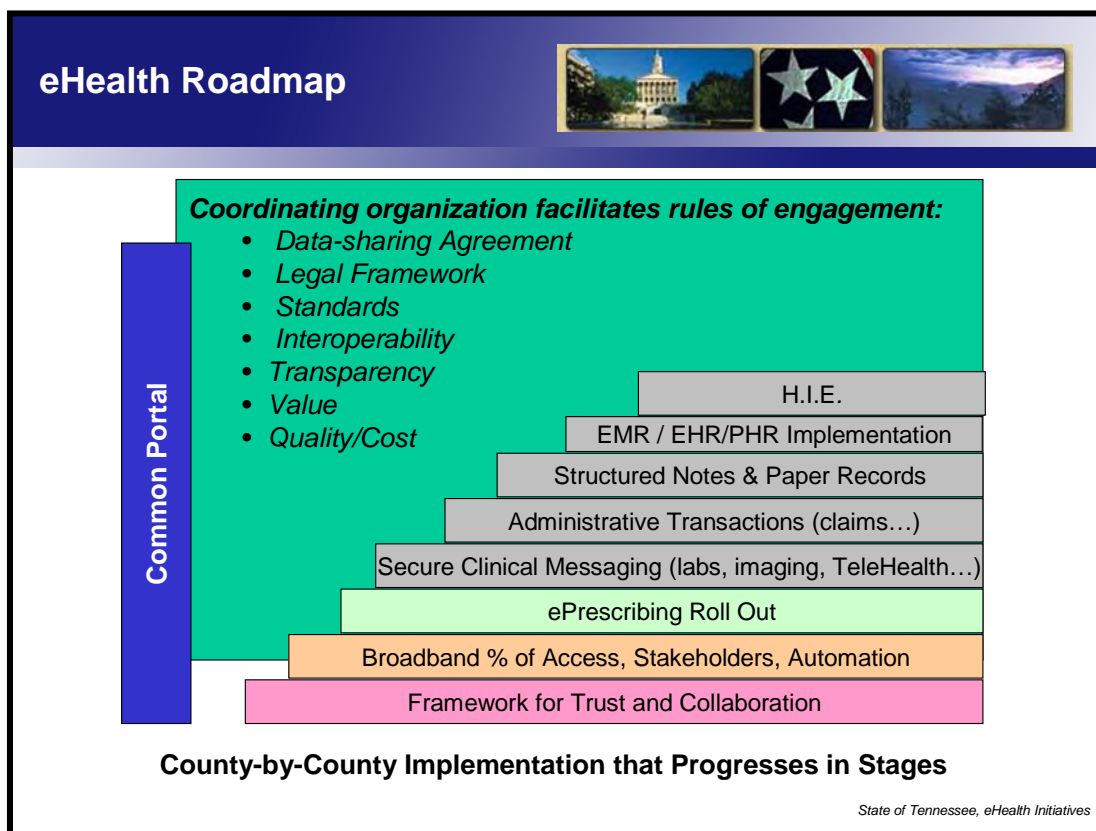 eHealth Roadmap
Coordinating organization facilitates rules of engagement:
• Data-sharing Agreement
• Legal Framework
• Standards
• Interoperability
• Transparency
• Value
• Quality/Cost
Common Portal
H.I.E.
EMR / EHR/PHR Implementation
Structured Notes & Paper Records
Administrative Transactions (claims…)
Secure Clinical Messaging (labs, imaging, TeleHealth…)
ePrescribing Roll Out
Broadband % of Access, Stakeholders, Automation
Framework for Trust and Collaboration
County-by-County Implementation that Progresses in Stages
State of Tennessee, eHealth Initiatives